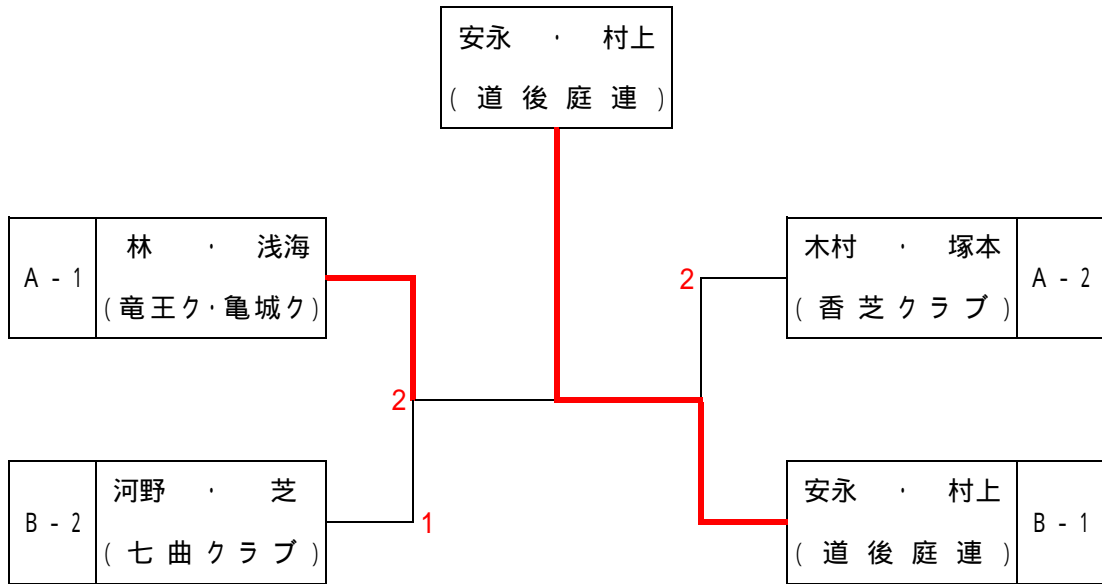 安永 ・ 村上
(道後庭連)
A-1
林 ・ 浅海
(竜王ク・亀城ク)
2
木村 ・ 塚本
(香芝クラブ)
A-2
2
B-2
河野 ・ 芝
(七曲クラブ)
1
安永 ・ 村上
(道後庭連)
B-1